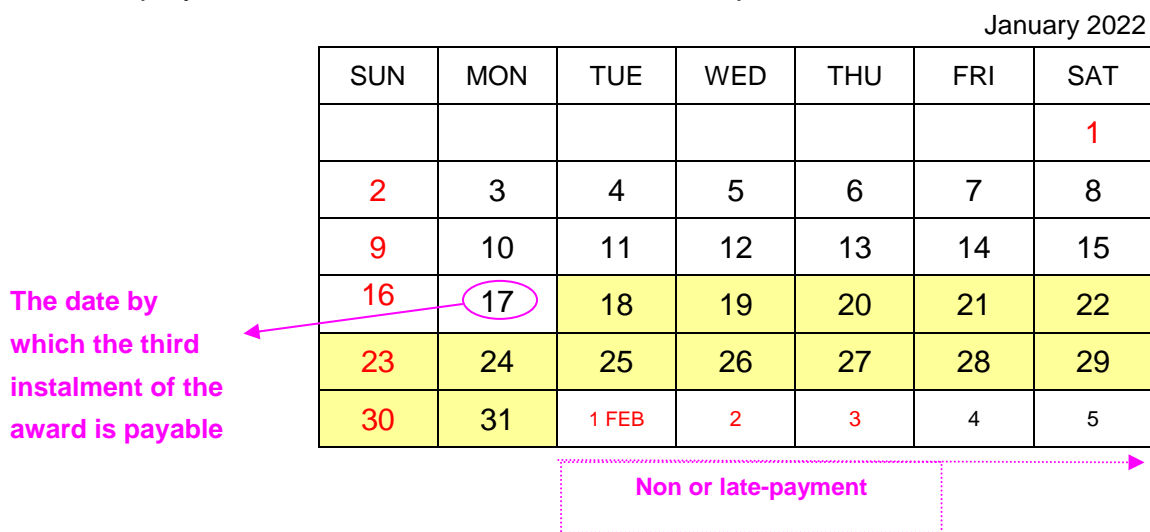 January 2022
SUN MON TUE WED THU FRI SAT
1
2 3 4 5 6 7 8
9 10 11 12 13 14 15
16 17 18 19 20 21 22
23 24 25 26 27 28 29
30 31 1 FEB 2 3 4 5
The date by
which the third
instalment of the
award is payable
Non or late-payment